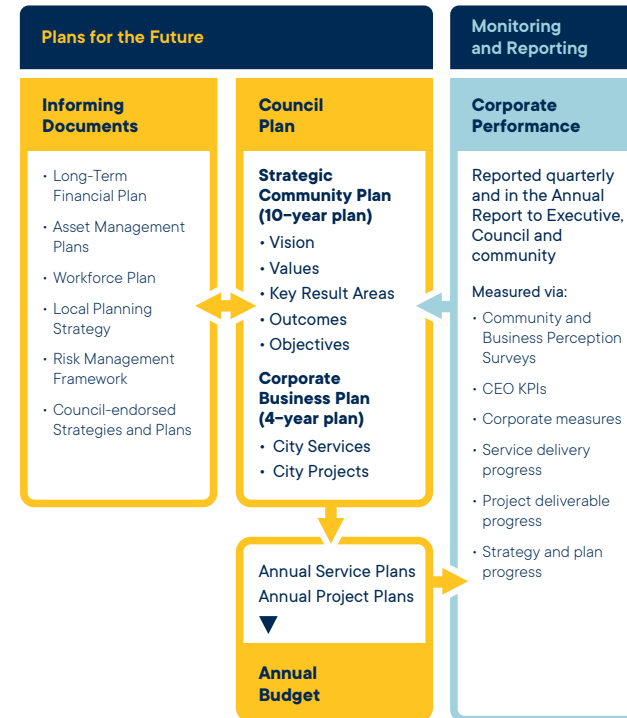 Plans for the Future
Monitoring
and Reporting
Informing
Documents
• Long-Term
Financial Plan
• Asset Management
Plans
• Workforce Plan
• Local Planning
Strategy
• Risk Management
Framework
• Council-endorsed
Strategies and Plans
Council
Plan
Strategic
Community Plan
(10-year plan)
• Vision
• Values
• Key Result Areas
• Outcomes
• Objectives
Corporate
Business Plan
(4-year plan)
• City Services
• City Projects
Annual Service Plans
Annual Project Plans
Annual
Budget
Corporate
Performance
Reported quarterly
and in the Annual
Report to Executive,
Council and
community
Measured via:
• Community and
Business Perception
Surveys
• CEO KPIs
• Corporate measures
• Service delivery
progress
• Project deliverable
progress
• Strategy and plan
progress